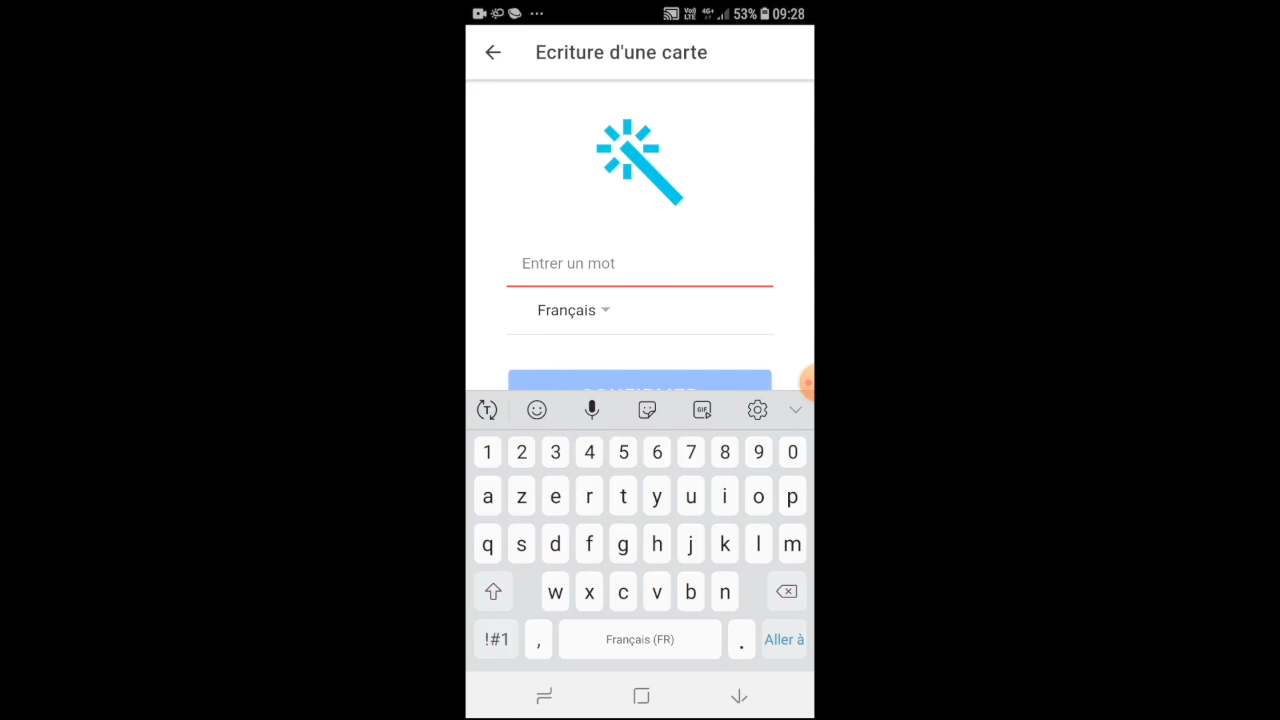 53% 09:28
Ecriture d'une carte
Entrer un mot
Français
GIF
1 2 3 4 5 6 7 8 9 0
a z e r t y u i o p
q s d f g h j k l m
w x c v b n
!#1 , Français (FR) . Aller à